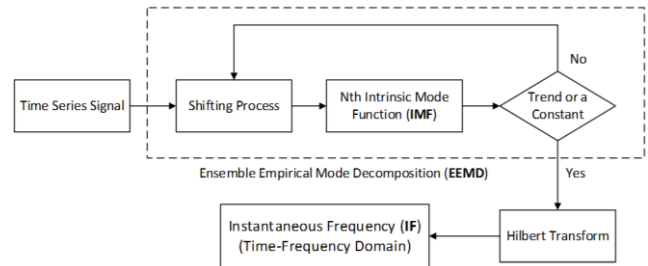 No
Time Series Signal
Shifting Process
Nth Intrinsic Mode
Function (IMF)
Trend or a
Constant
Ensemble Empirical Mode Decomposition (EEMD)
Yes
Instantaneous Frequency (IF)
(Time-Frequency Domain)
Hilbert Transform